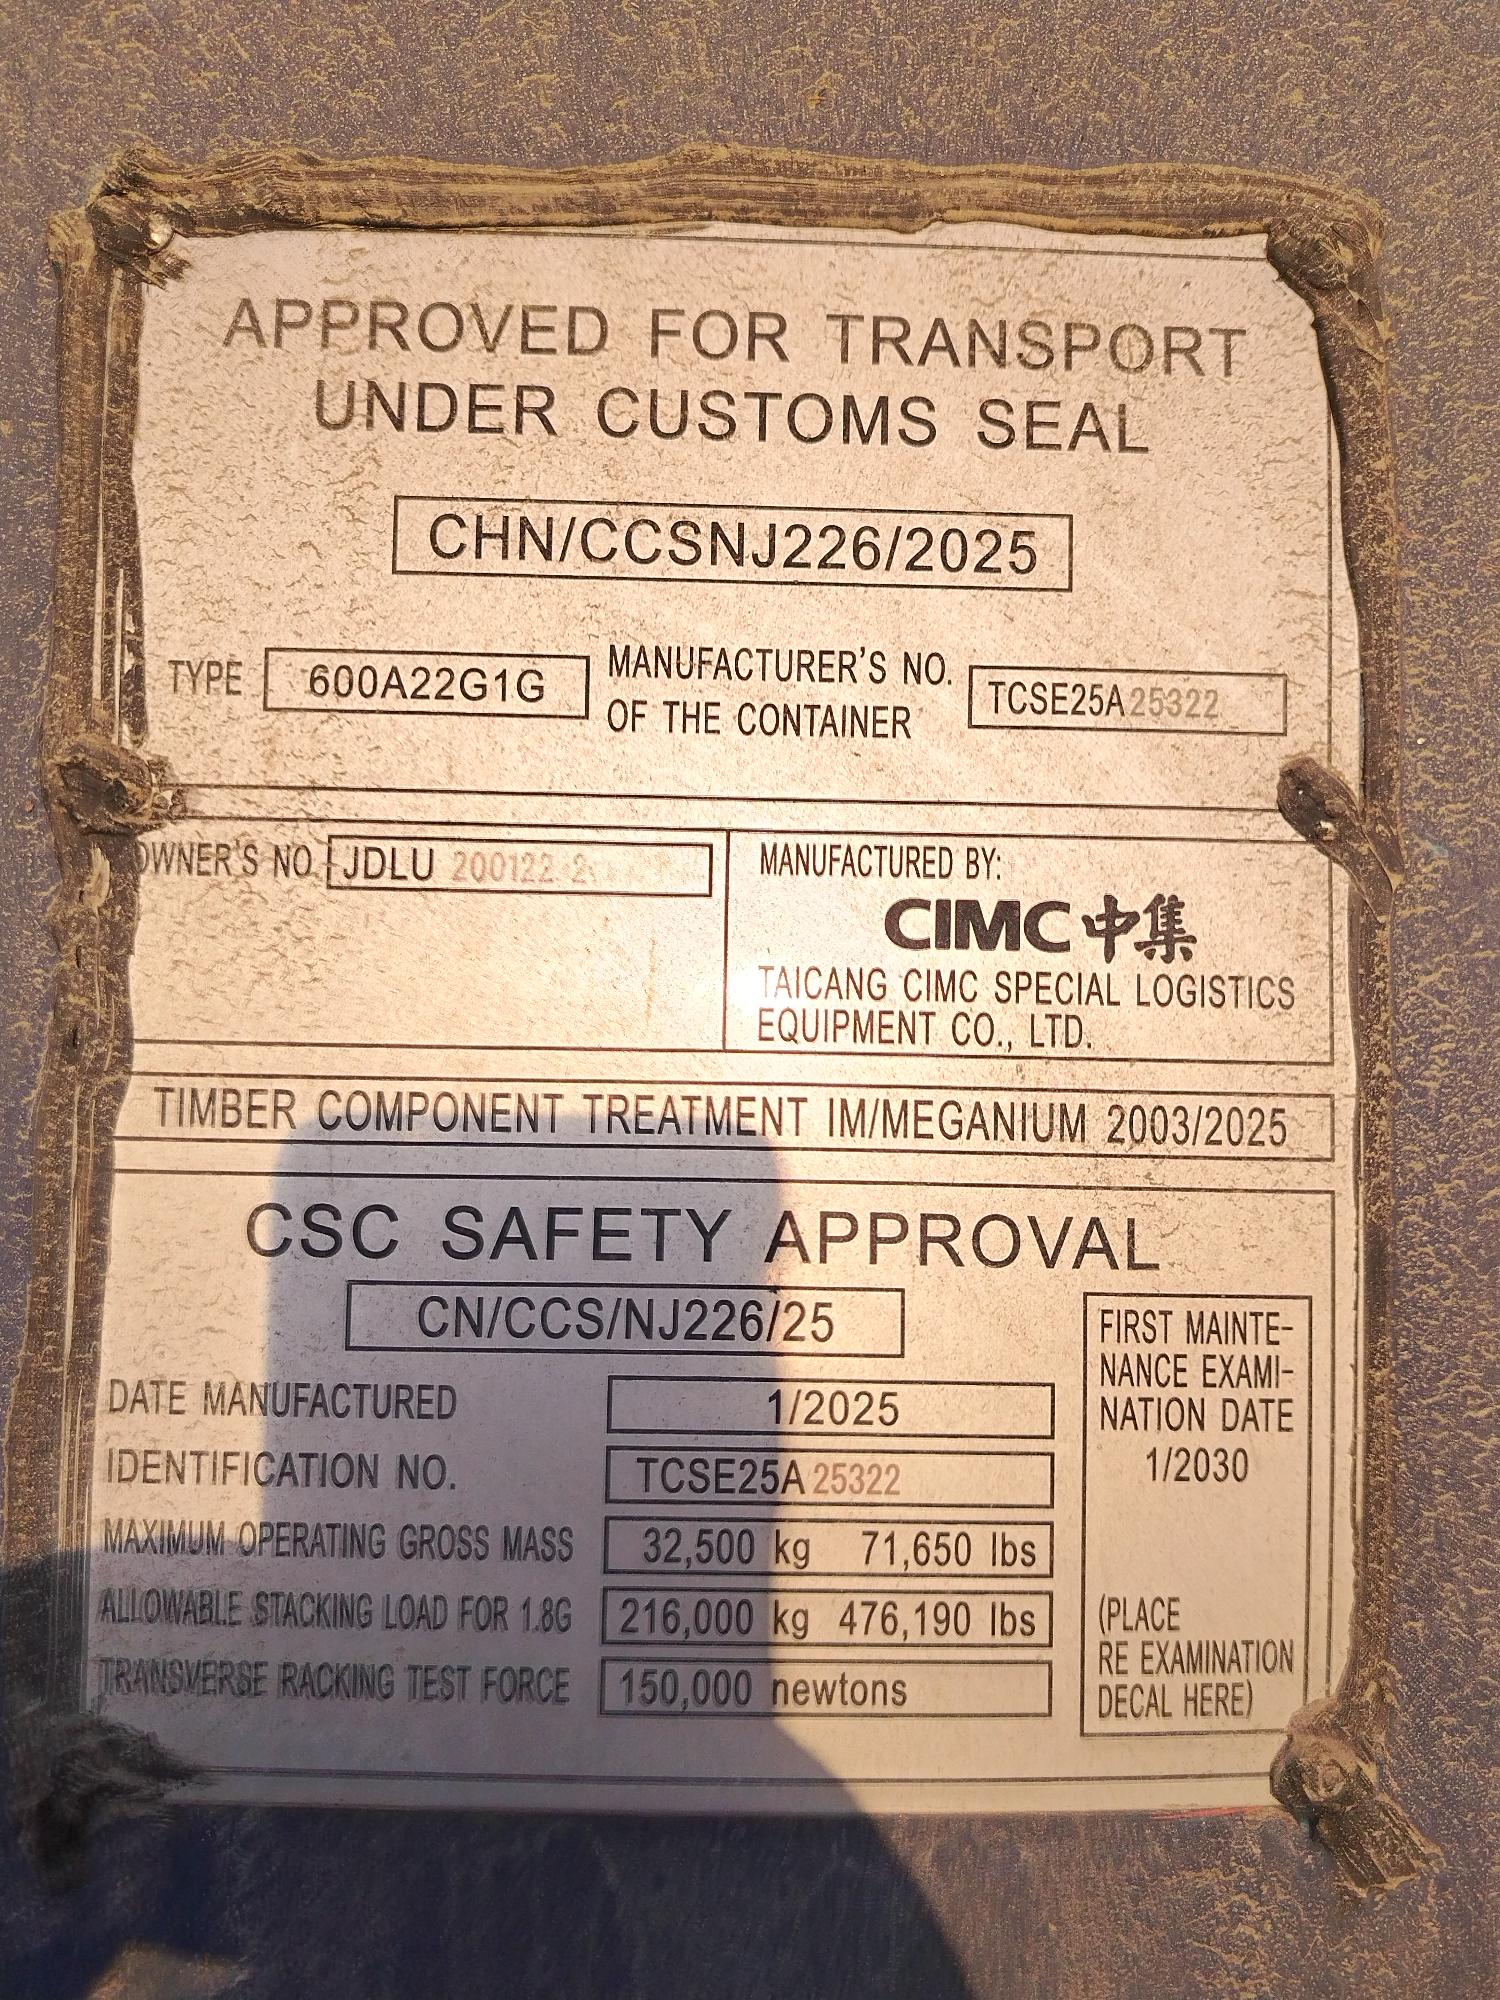 APPROVED FOR TRANSPORT
UNDER CUSTOMS SEAL
CHN/CCSNJ226/2025
TYPE 600A22G1G
MANUFACTURER'S NO.
OF THE CONTAINER
TCSE25A25322
OWNER'S NO JDLU 200122 2
MANUFACTURED BY:
CIMC 中集
TAICANG CIMC SPECIAL LOGISTICS
EQUIPMENT CO., LTD.
TIMBER COMPONENT TREATMENT IM/MEGANIUM 2003/2025
CSC SAFETY APPROVAL
CN/CCS/NJ226/25
DATE MANUFACTURED 1/2025
IDENTIFICATION NO. TCSE25A25322
MAXIMUM OPERATING GROSS MASS 32,500 kg 71,650 lbs
ALLOWABLE STACKING LOAD FOR 1.8G 216,000 kg 476,190 lbs
TRANSVERSE RACKING TEST FORCE 150,000 newtons
FIRST MAINTE-
NANCE EXAMI-
NATION DATE
1/2030
(PLACE
RE EXAMINATION
DECAL HERE)